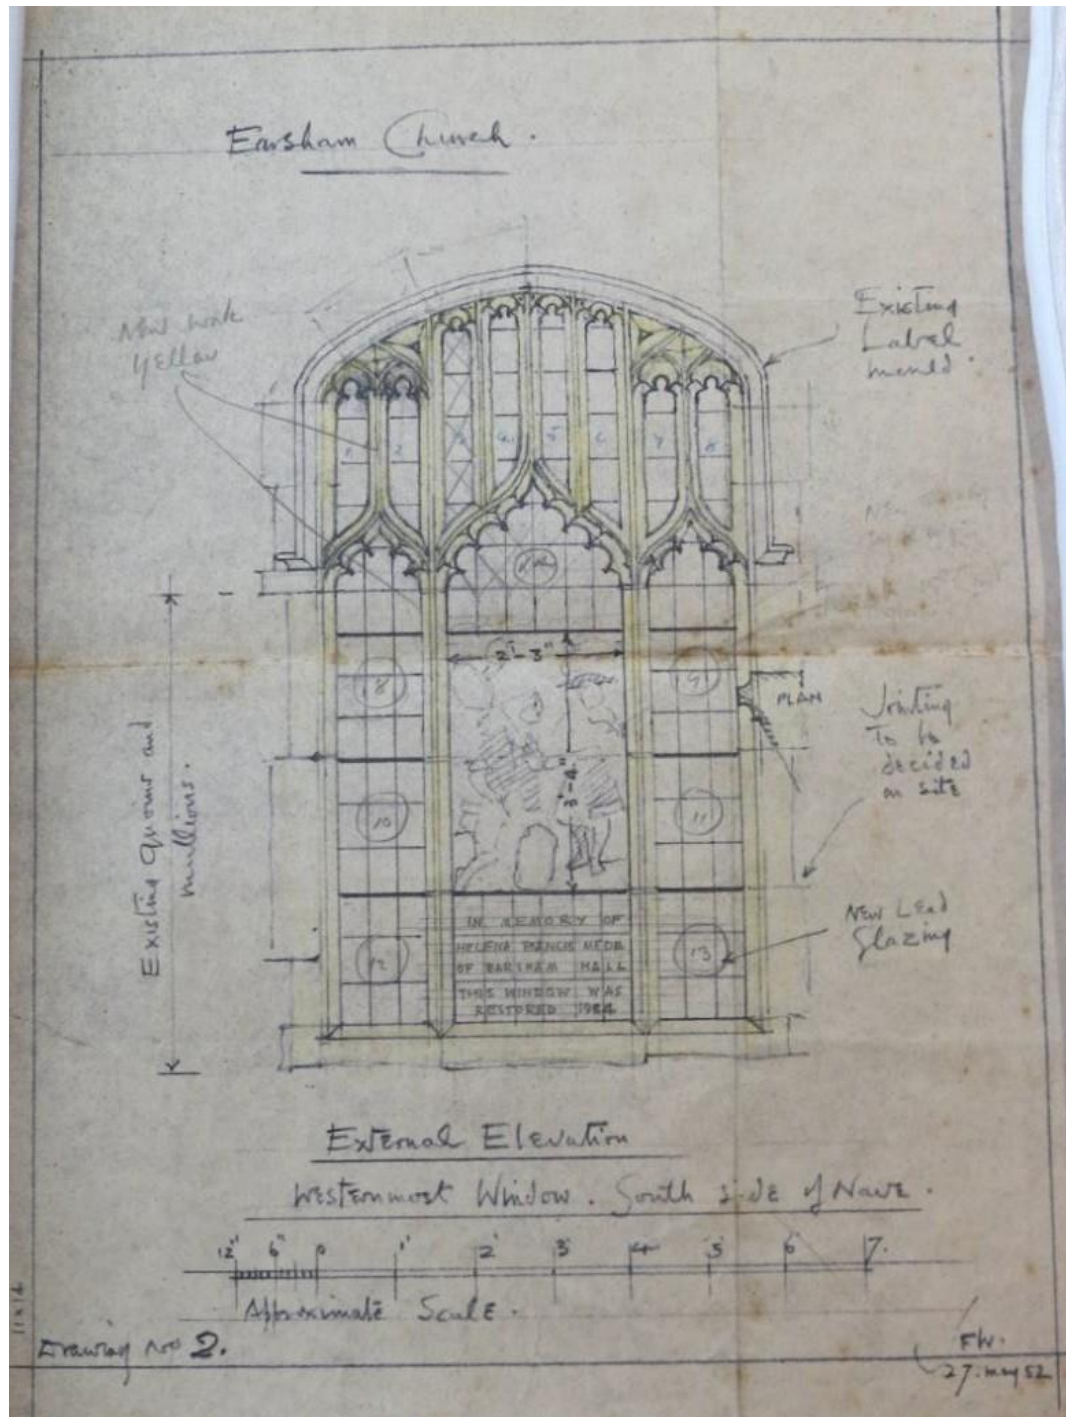 Earsham Church.
New work
Yellow
Existing
Label
mould.
1
2
3
4
5
6
7
8
2'-3"
8
9
PLAN
Jointing
to be
decided
on site
3'-4"
10
11
Existing quoins and
mullions.
New Lead
Glazing
12
13
IN MEMORY OF
HELENA
OF EARSHAM HALL
THIS WINDOW WAS
RESTORED
External Elevation
Westernmost Window. South side of Nave.
12" 6" 0 1' 2' 3' 4 5' 6' 7.
Approximate Scale.
Drawing No 2.
FW.
27. may 52